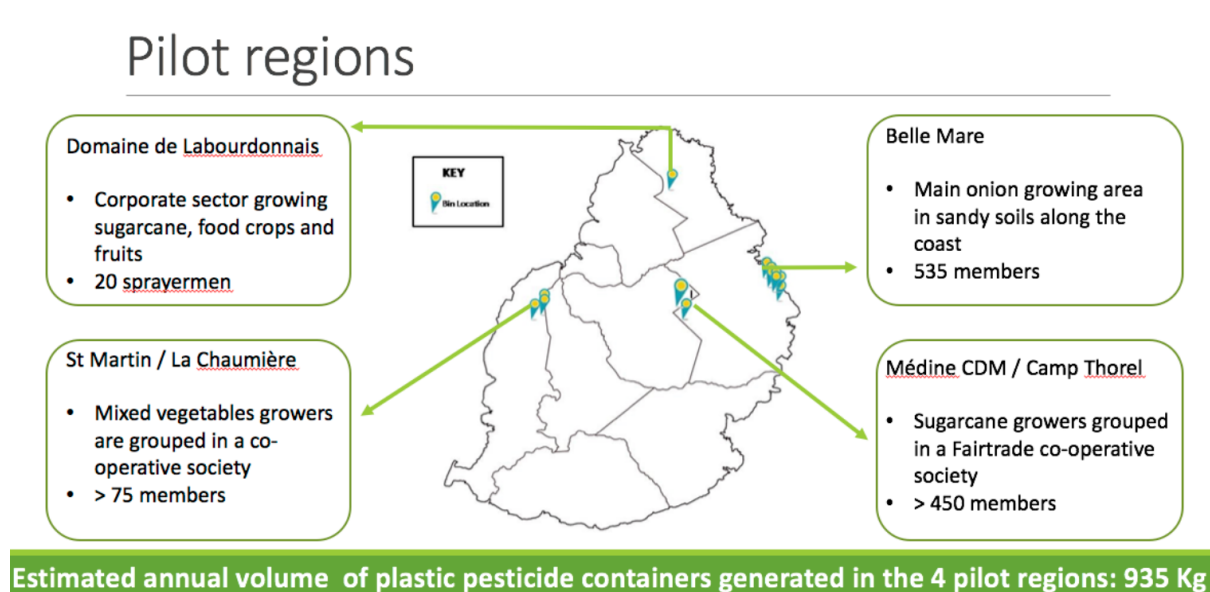 Pilot regions
Domaine de Labourdonnais
• Corporate sector growing
sugarcane, food crops and
fruits
• 20 sprayermen
KEY
Bin Location
Belle Mare
• Main onion growing area
in sandy soils along the
coast
• 535 members
St Martin / La Chaumière
• Mixed vegetables growers
are grouped in a co-
operative society
• > 75 members
Médine CDM / Camp Thorel
• Sugarcane growers grouped
in a Fairtrade co-operative
society
• > 450 members
Estimated annual volume of plastic pesticide containers generated in the 4 pilot regions: 935 Kg